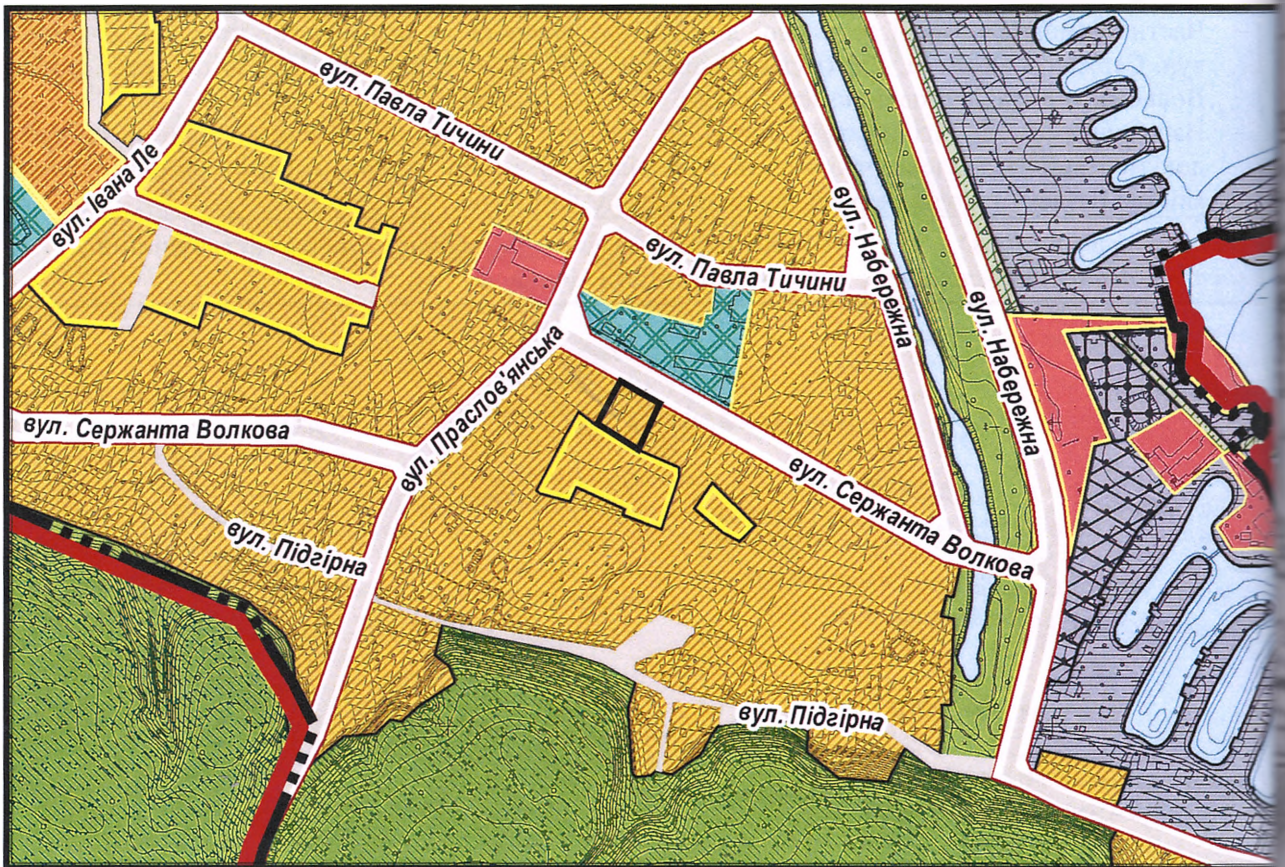 вул. Павла Тичини
вул. Івана Ле
вул. Павла Тичини
вул. Набережна
вул. Набережна
вул. Праслов'янська
вул. Сержанта Волкова
вул. Сержанта Волкова
вул. Підгірна
вул. Підгірна